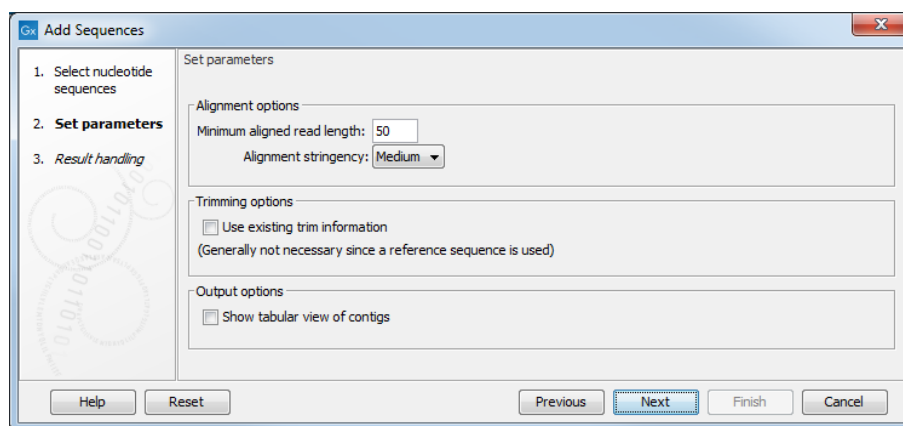 Gx Add Sequences
1. Select nucleotide
sequences
2. Set parameters
3. Result handling
Set parameters
Alignment options
Minimum aligned read length: 50
Alignment stringency: Medium
Trimming options
Use existing trim information
(Generally not necessary since a reference sequence is used)
Output options
Show tabular view of contigs
Help Reset Previous Next Finish Cancel